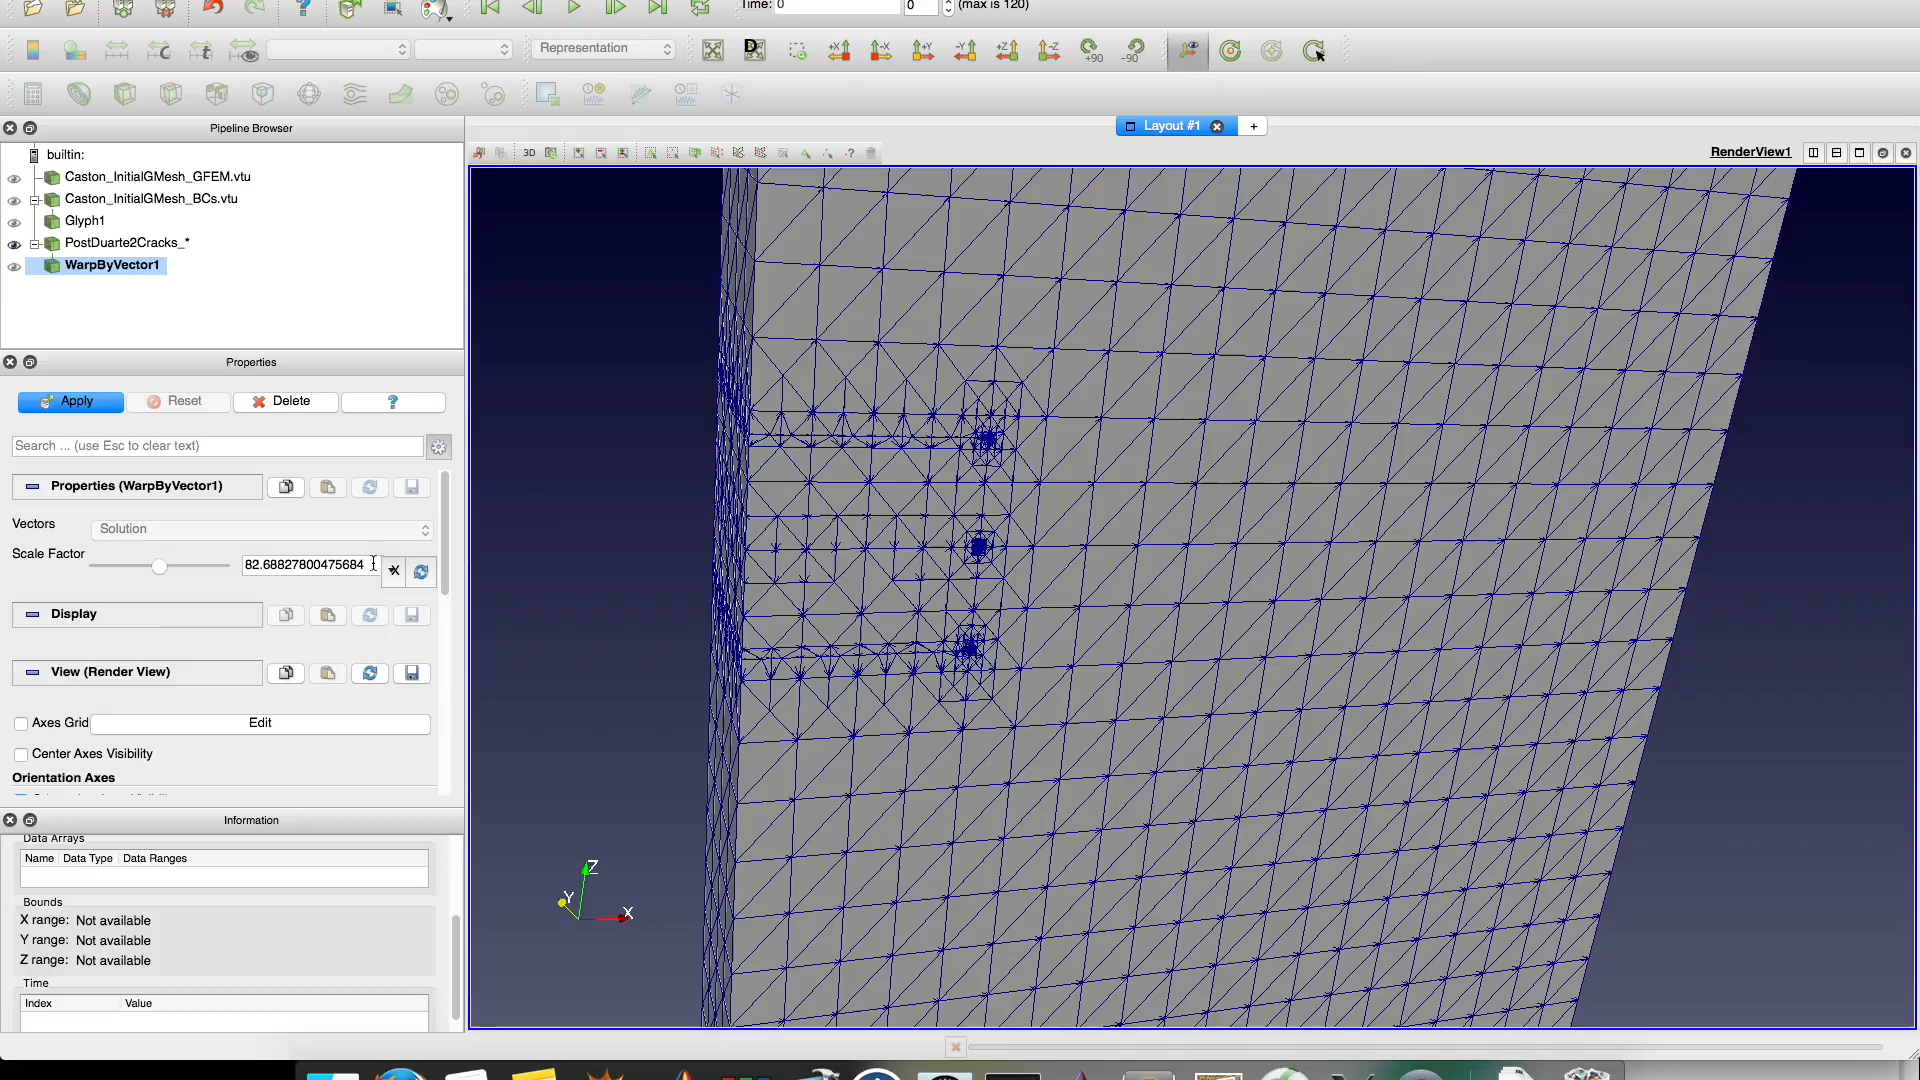 Time: 0 0 (max is 120)
Representation
+X -X +Y -Y +Z -Z +90 -90
Pipeline Browser
Layout #1 +
builtin:
3D
RenderView1
Caston_InitialGMesh_GFEM.vtu
Caston_InitialGMesh_BCs.vtu
Glyph1
PostDuarte2Cracks_*
WarpByVector1
Properties
Apply Reset Delete ?
Search ... (use Esc to clear text)
Properties (WarpByVector1)
Vectors Solution
Scale Factor 82.68827800475684 X
Display
View (Render View)
Axes Grid Edit
Center Axes Visibility
Orientation Axes
Information
Data Arrays
Name Data Type Data Ranges
Bounds
X range: Not available
Y range: Not available
Z range: Not available
Time
Index Value
Z
Y
X